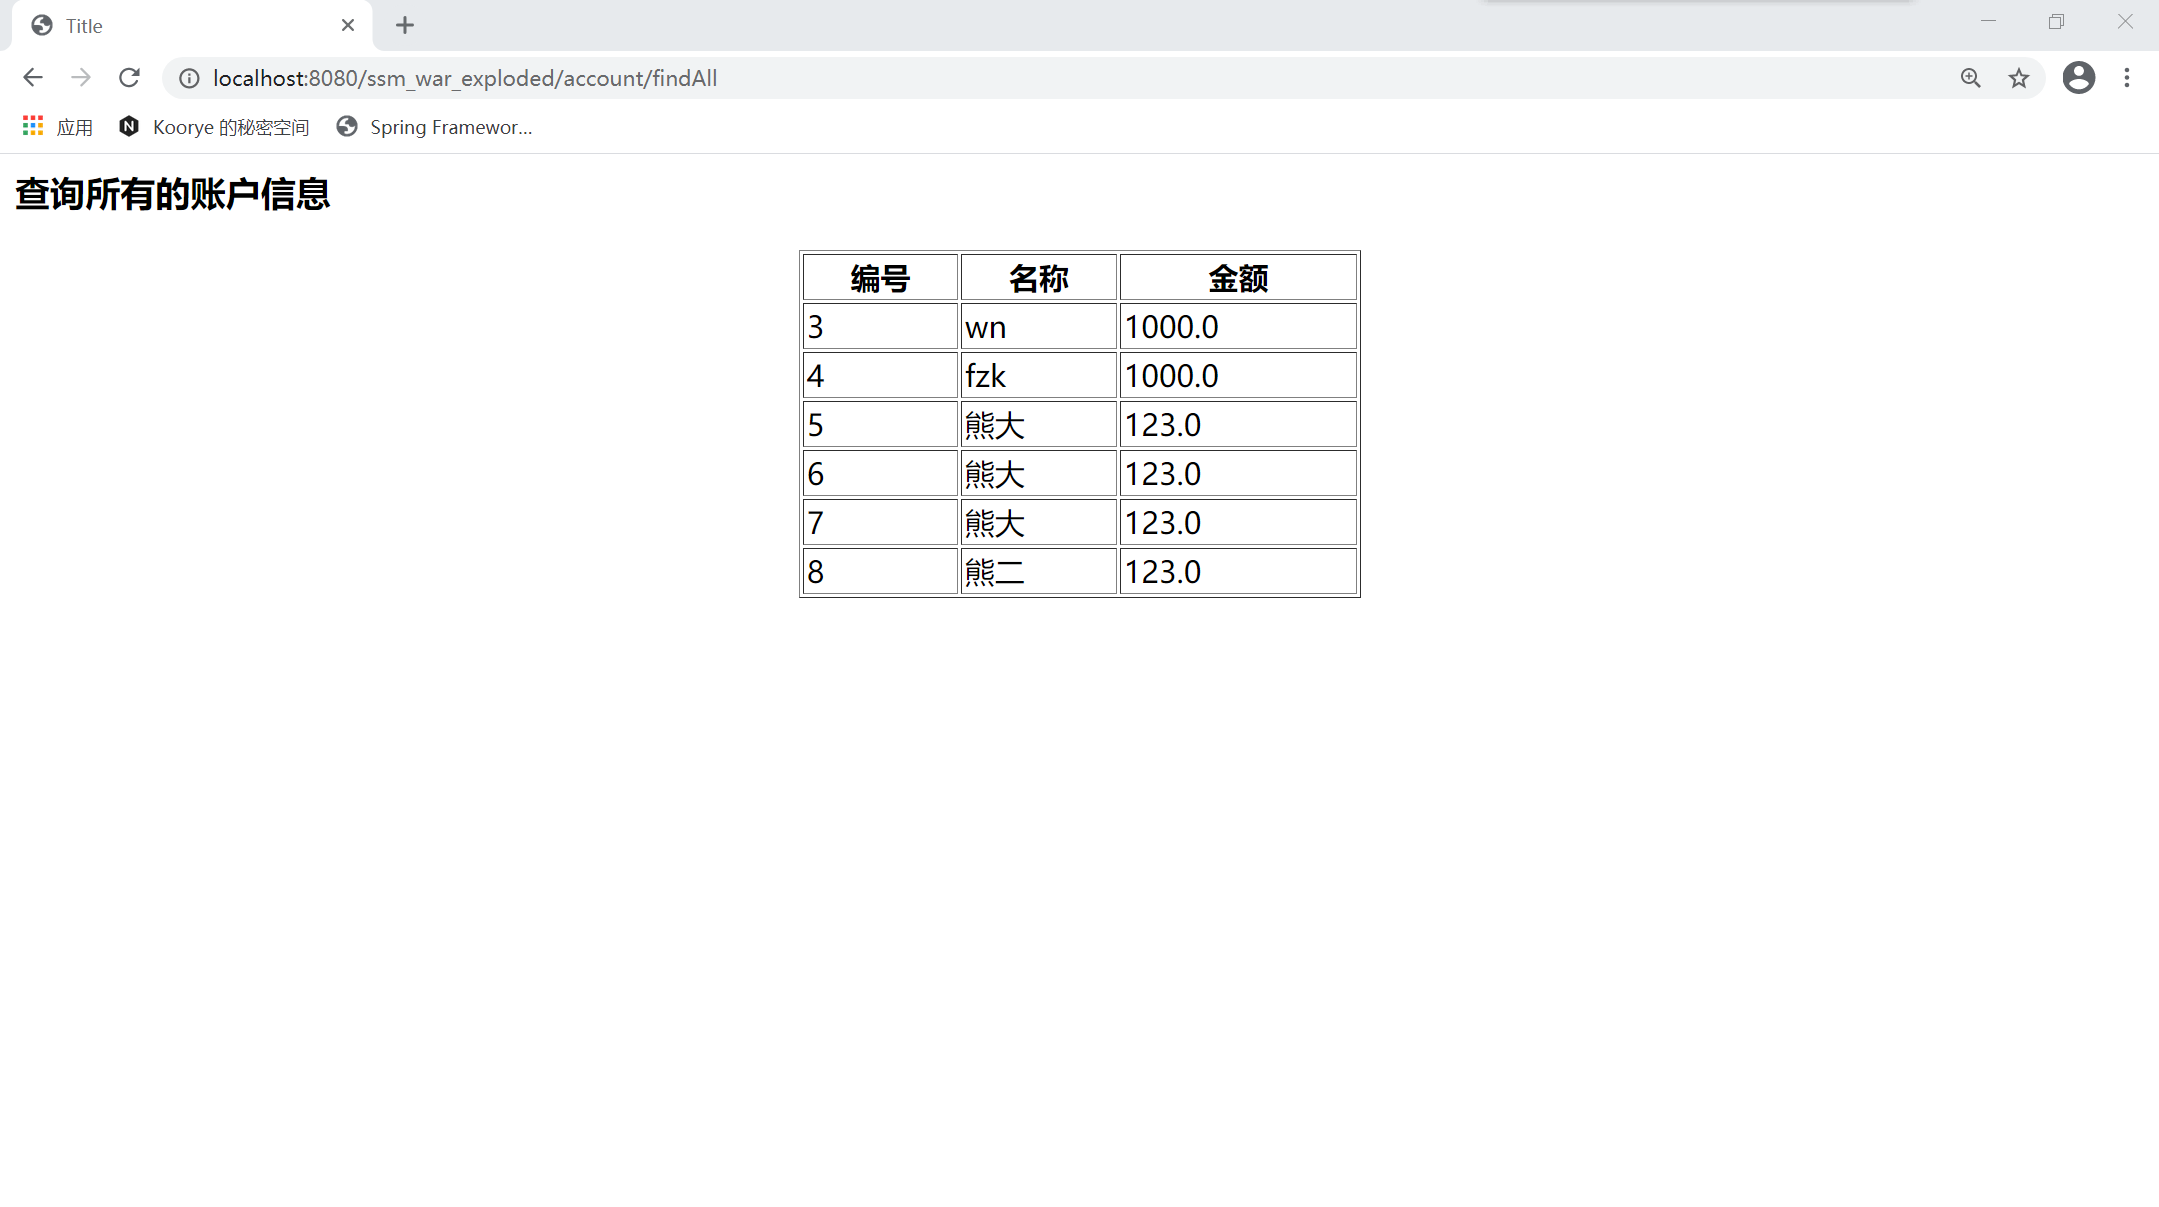 Title
localhost:8080/ssm_war_exploded/account/findAll
应用 Koorye 的秘密空间 Spring Framewor...
查询所有的账户信息
编号 名称 金额
3 wn 1000.0
4 fzk 1000.0
5 熊大 123.0
6 熊大 123.0
7 熊大 123.0
8 熊二 123.0